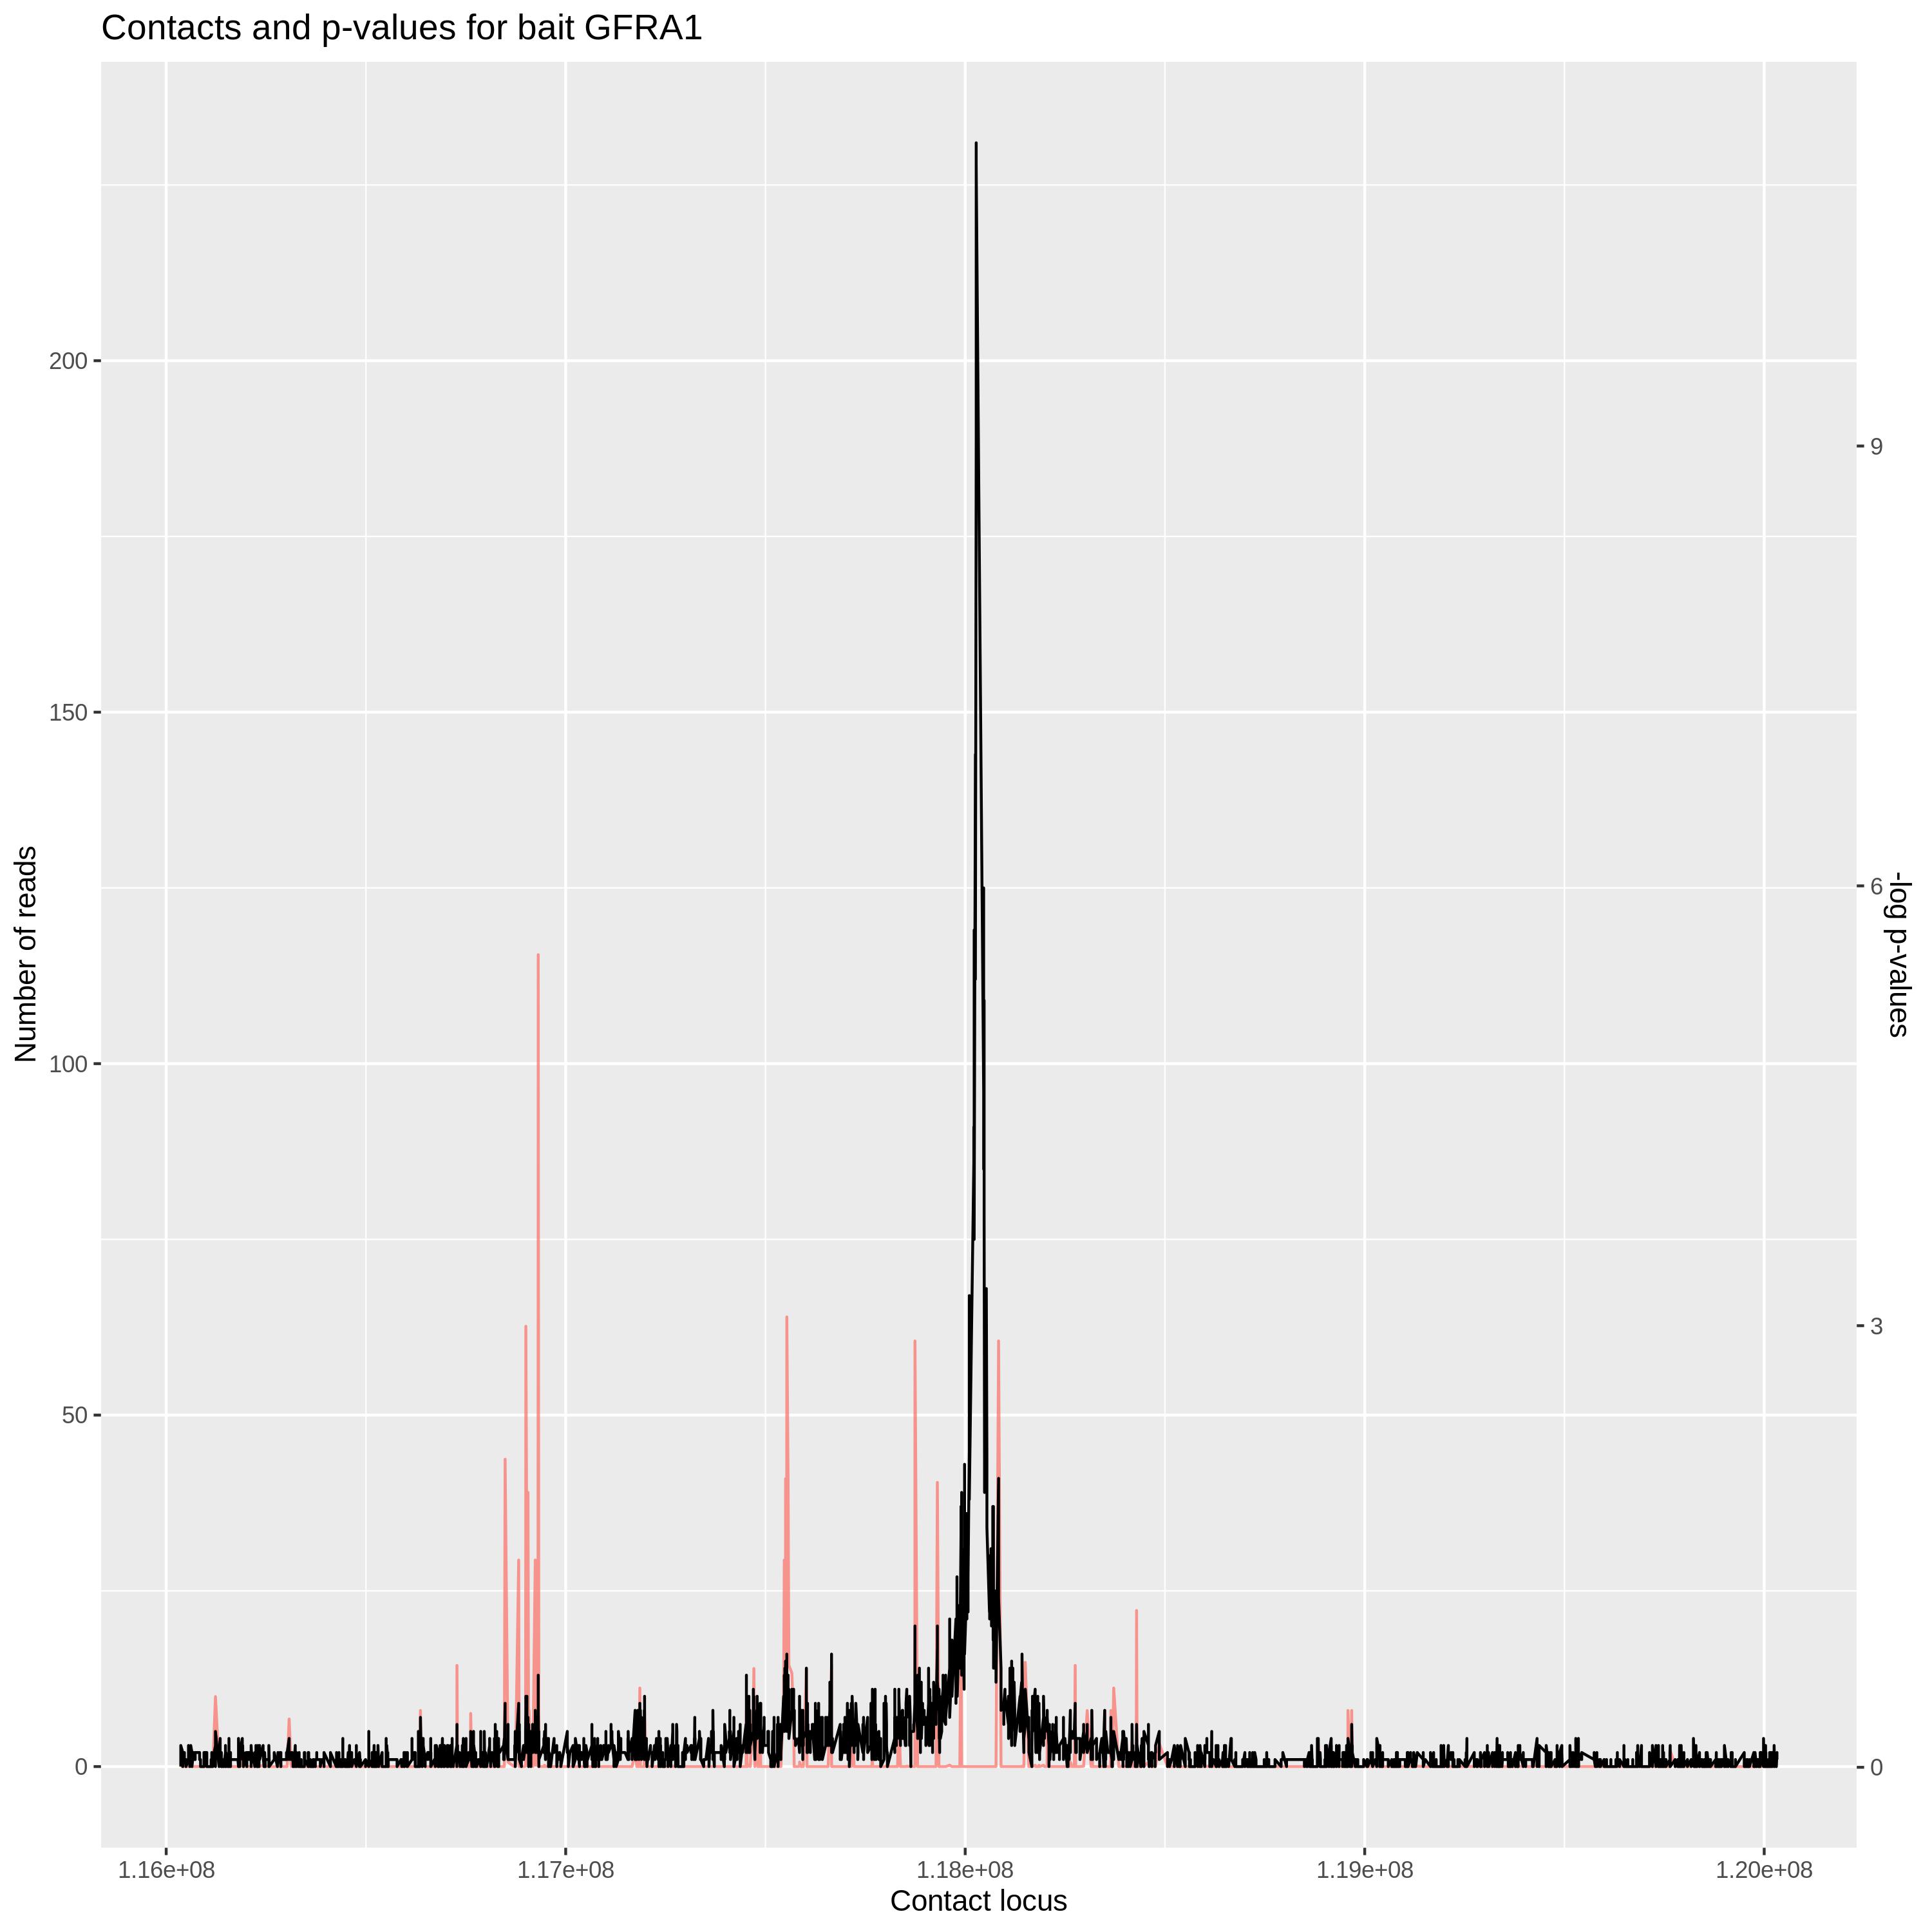 Contacts and p-values for bait GFRA1
Number of reads
200
150
100
50
0
9
6
3
0
-log p-values
1.16e+08
1.17e+08
1.18e+08
1.19e+08
1.20e+08
Contact locus